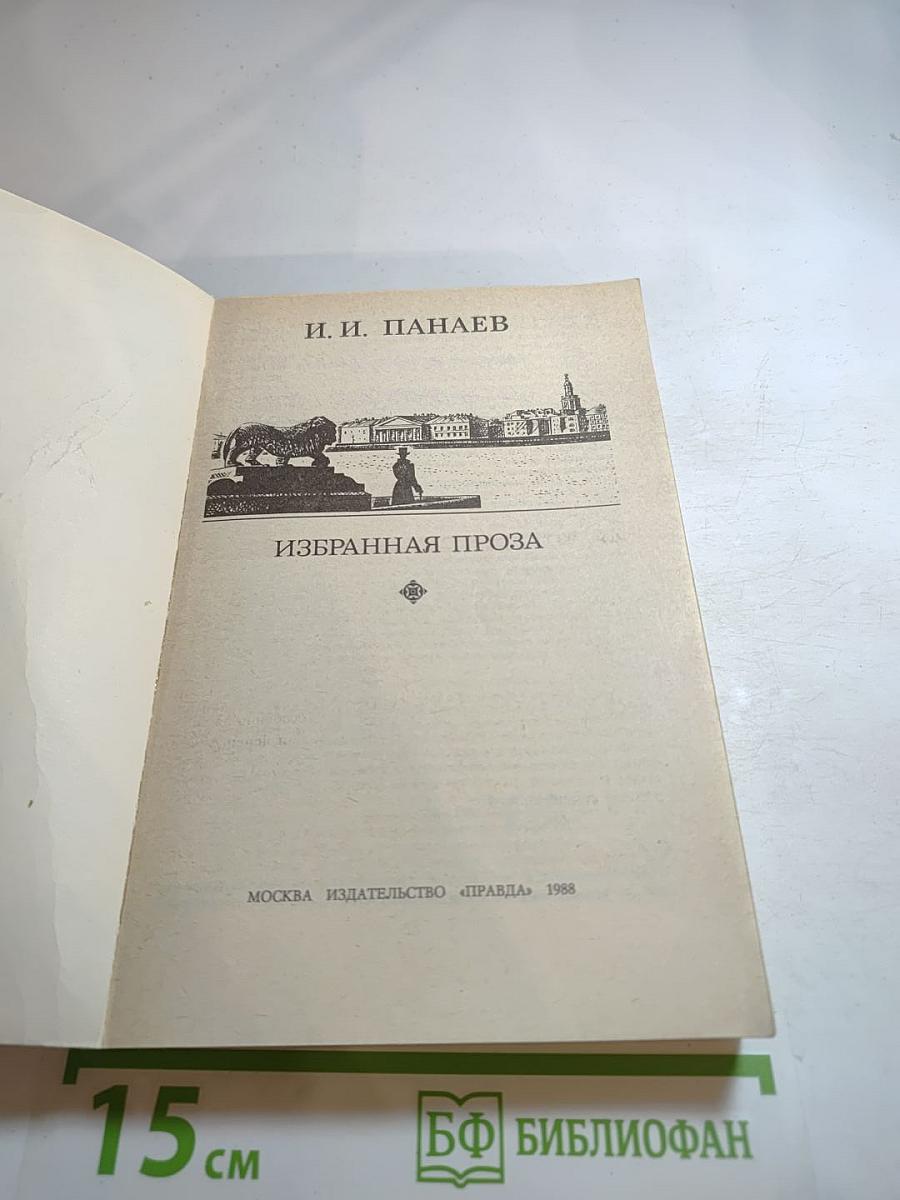 И. И. ПАНАЕВ
ИЗБРАННАЯ ПРОЗА
МОСКВА ИЗДАТЕЛЬСТВО «ПРАВДА» 1988
15 см
БФ БИБЛИОФАН